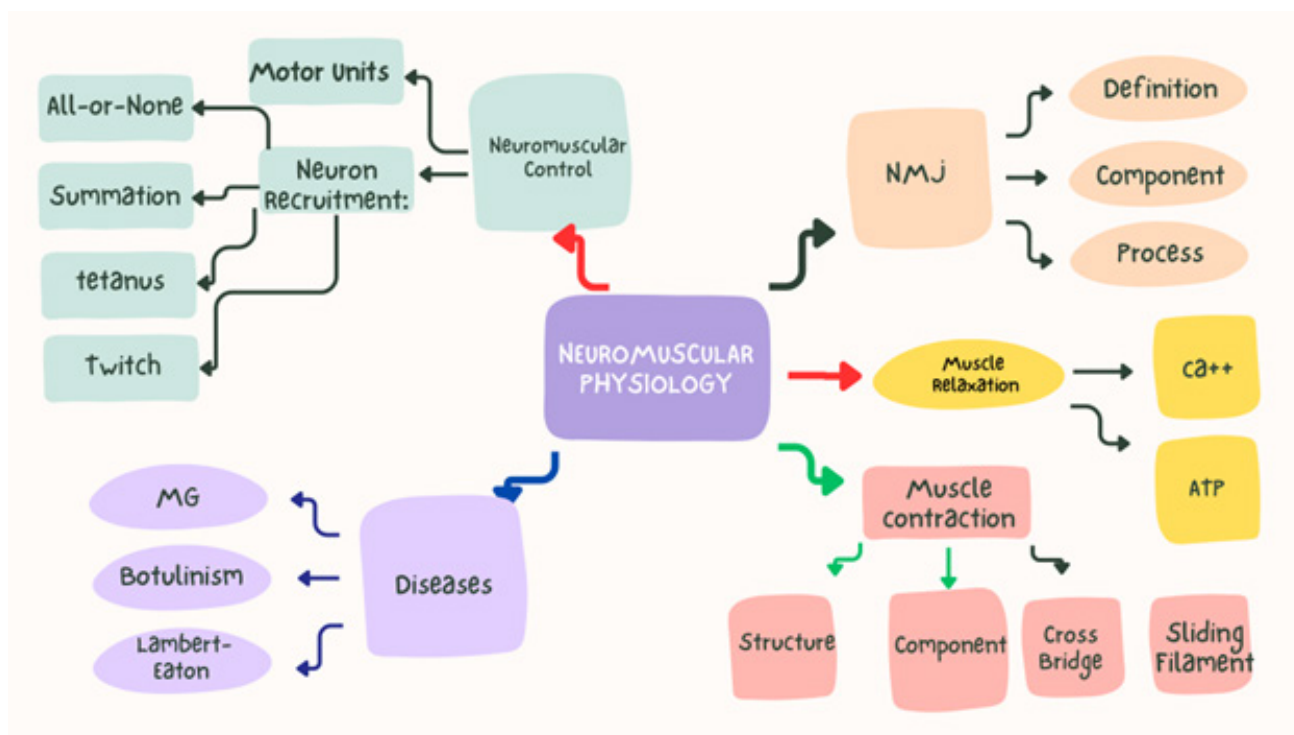 Motor Units
All-or-None
Neuron
Recruitment:
Summation
tetanus
Twitch
Neuromuscular
Control
NMJ
Definition
Component
Process
NEUROMUSCULAR
PHYSIOLOGY
Muscle
Relaxation
Ca++
ATP
Muscle
contraction
Structure
Component
Cross
Bridge
Sliding
Filament
Diseases
MG
Botulinism
Lambert-
Eaton